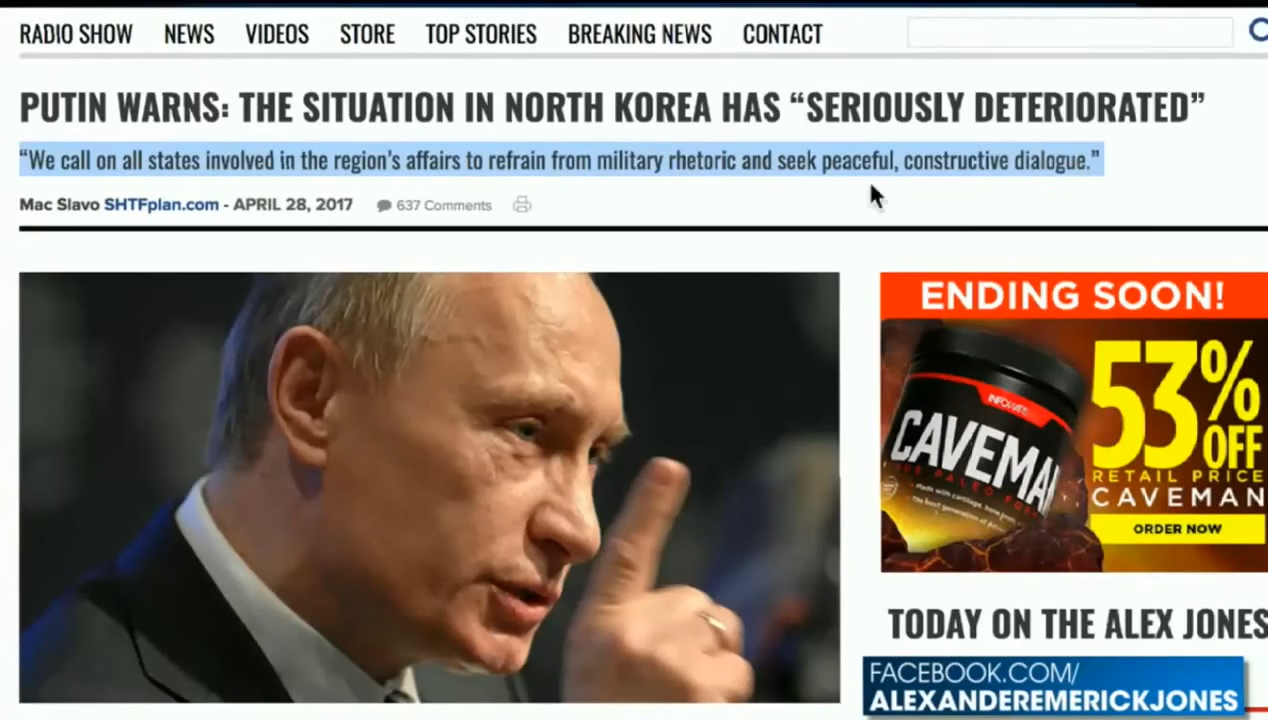 RADIO SHOW NEWS VIDEOS STORE TOP STORIES BREAKING NEWS CONTACT
PUTIN WARNS: THE SITUATION IN NORTH KOREA HAS “SERIOUSLY DETERIORATED”
“We call on all states involved in the region’s affairs to refrain from military rhetoric and seek peaceful, constructive dialogue.”
Mac Slavo SHTFplan.com - APRIL 28, 2017 637 Comments
ENDING SOON!
CAVEMA
53%
OFF
RETAIL PRICE
CAVEMAN
ORDER NOW
TODAY ON THE ALEX JONES
FACEBOOK.COM/
ALEXANDEREMERICKJONES